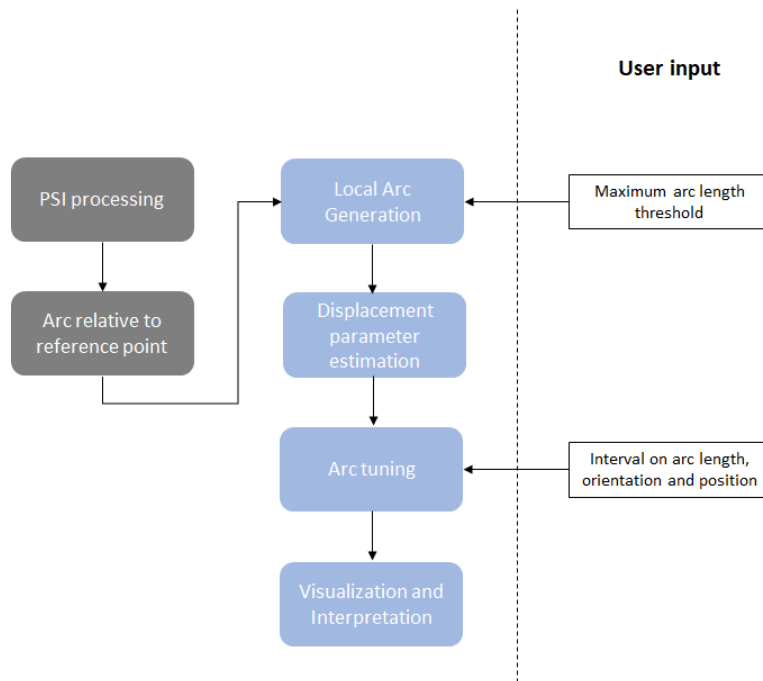 User input
PSI processing
Local Arc
Generation
Maximum arc length
threshold
Arc relative to
reference point
Displacement
parameter
estimation
Arc tuning
Interval on arc length,
orientation and position
Visualization and
Interpretation